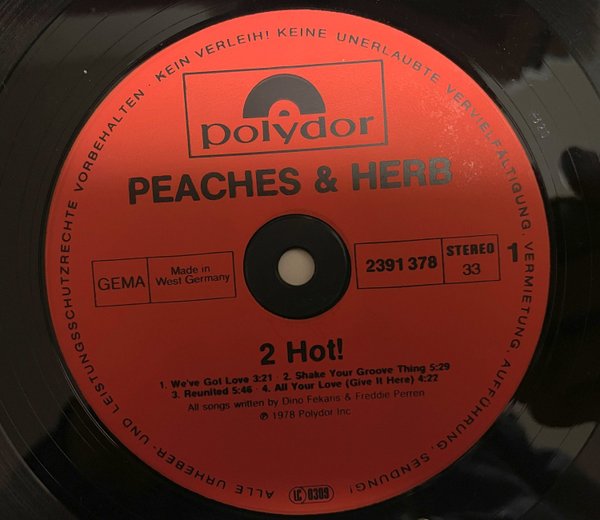 ALLE URHEBER- UND LEISTUNGSSCHUTZRECHTE VORBEHALTEN · KEIN VERLEIH! KEINE UNERLAUBTE VERVIELFÄLTIGUNG, VERMIETUNG, AUFFÜHRUNG, SENDUNG!
polydor
PEACHES & HERB
GEMA
Made in
West Germany
2391 378
STEREO
33
1
2 Hot!
1. We've Got Love 3:21 · 2. Shake Your Groove Thing 5:29
3. Reunited 5:46 · 4. All Your Love (Give It Here) 4:22
All songs written by Dino Fekaris & Freddie Perren
℗ 1978 Polydor Inc
LC 0309